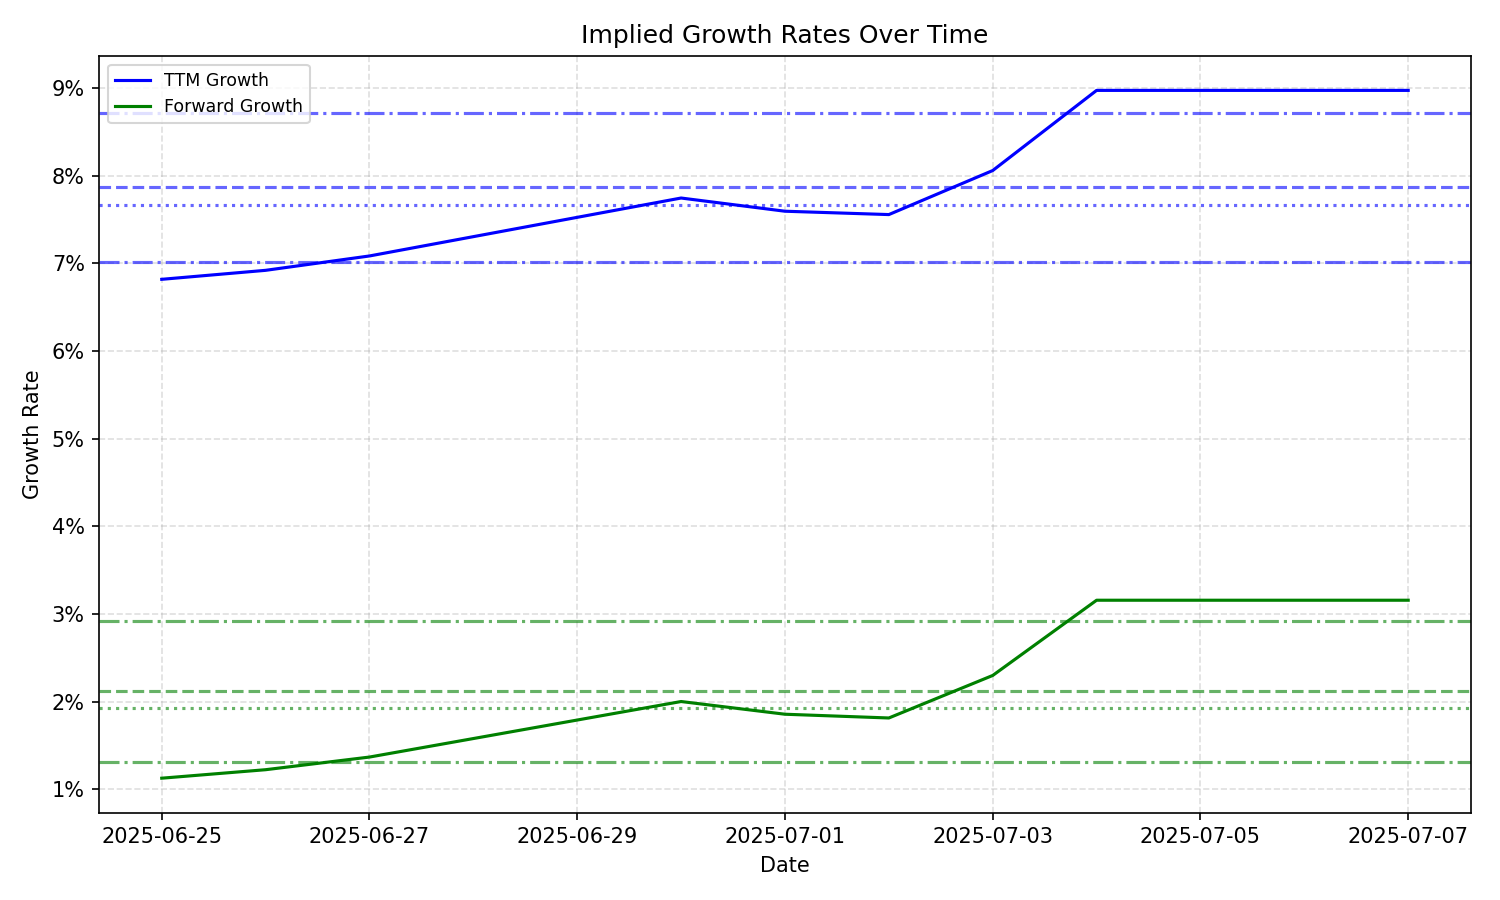 Implied Growth Rates Over Time
TTM Growth
Forward Growth
9%
8%
7%
6%
5%
4%
3%
2%
1%
Growth Rate
2025-06-25 2025-06-27 2025-06-29 2025-07-01 2025-07-03 2025-07-05 2025-07-07
Date